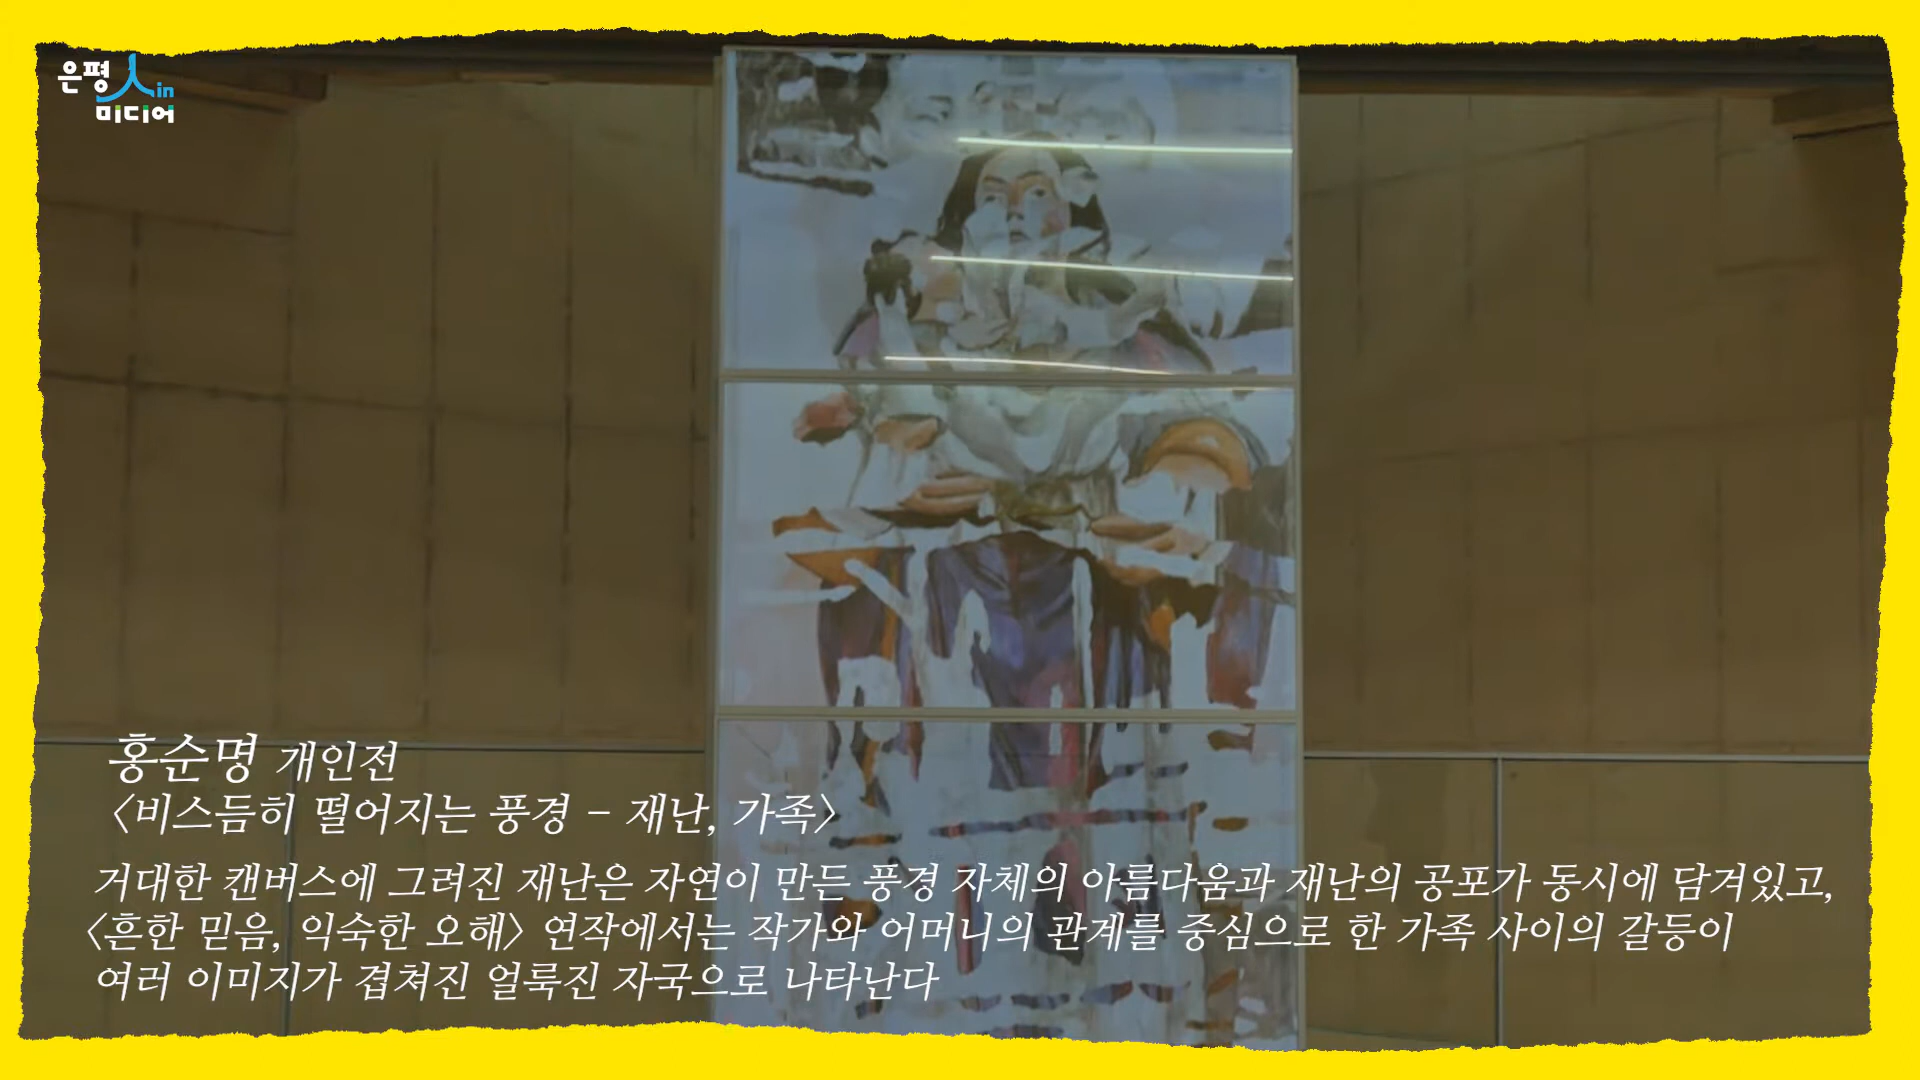 은평人in
미디어
홍순명 개인전
<비스듬히 떨어지는 풍경 - 재난, 가족>
거대한 캔버스에 그려진 재난은 자연이 만든 풍경 자체의 아름다움과 재난의 공포가 동시에 담겨있고,
<흔한 믿음, 익숙한 오해> 연작에서는 작가와 어머니의 관계를 중심으로 한 가족 사이의 갈등이
여러 이미지가 겹쳐진 얼룩진 자국으로 나타난다